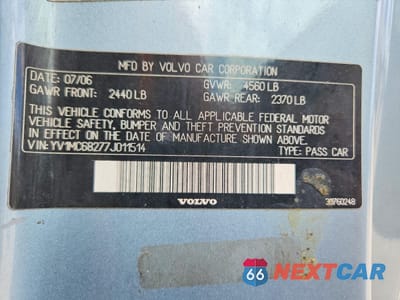 MFD BY VOLVO CAR CORPORATION
DATE: 07/06 GVWR: 4560 LB
GAWR FRONT: 2440 LB GAWR REAR: 2370 LB
THIS VEHICLE CONFORMS TO ALL APPLICABLE FEDERAL MOTOR
VEHICLE SAFETY, BUMPER AND THEFT PREVENTION STANDARDS
IN EFFECT ON THE DATE OF MANUFACTURE SHOWN ABOVE.
VIN: YV1MC68277J011514 TYPE: PASS CAR
VOLVO 30760248
66 NEXTCAR